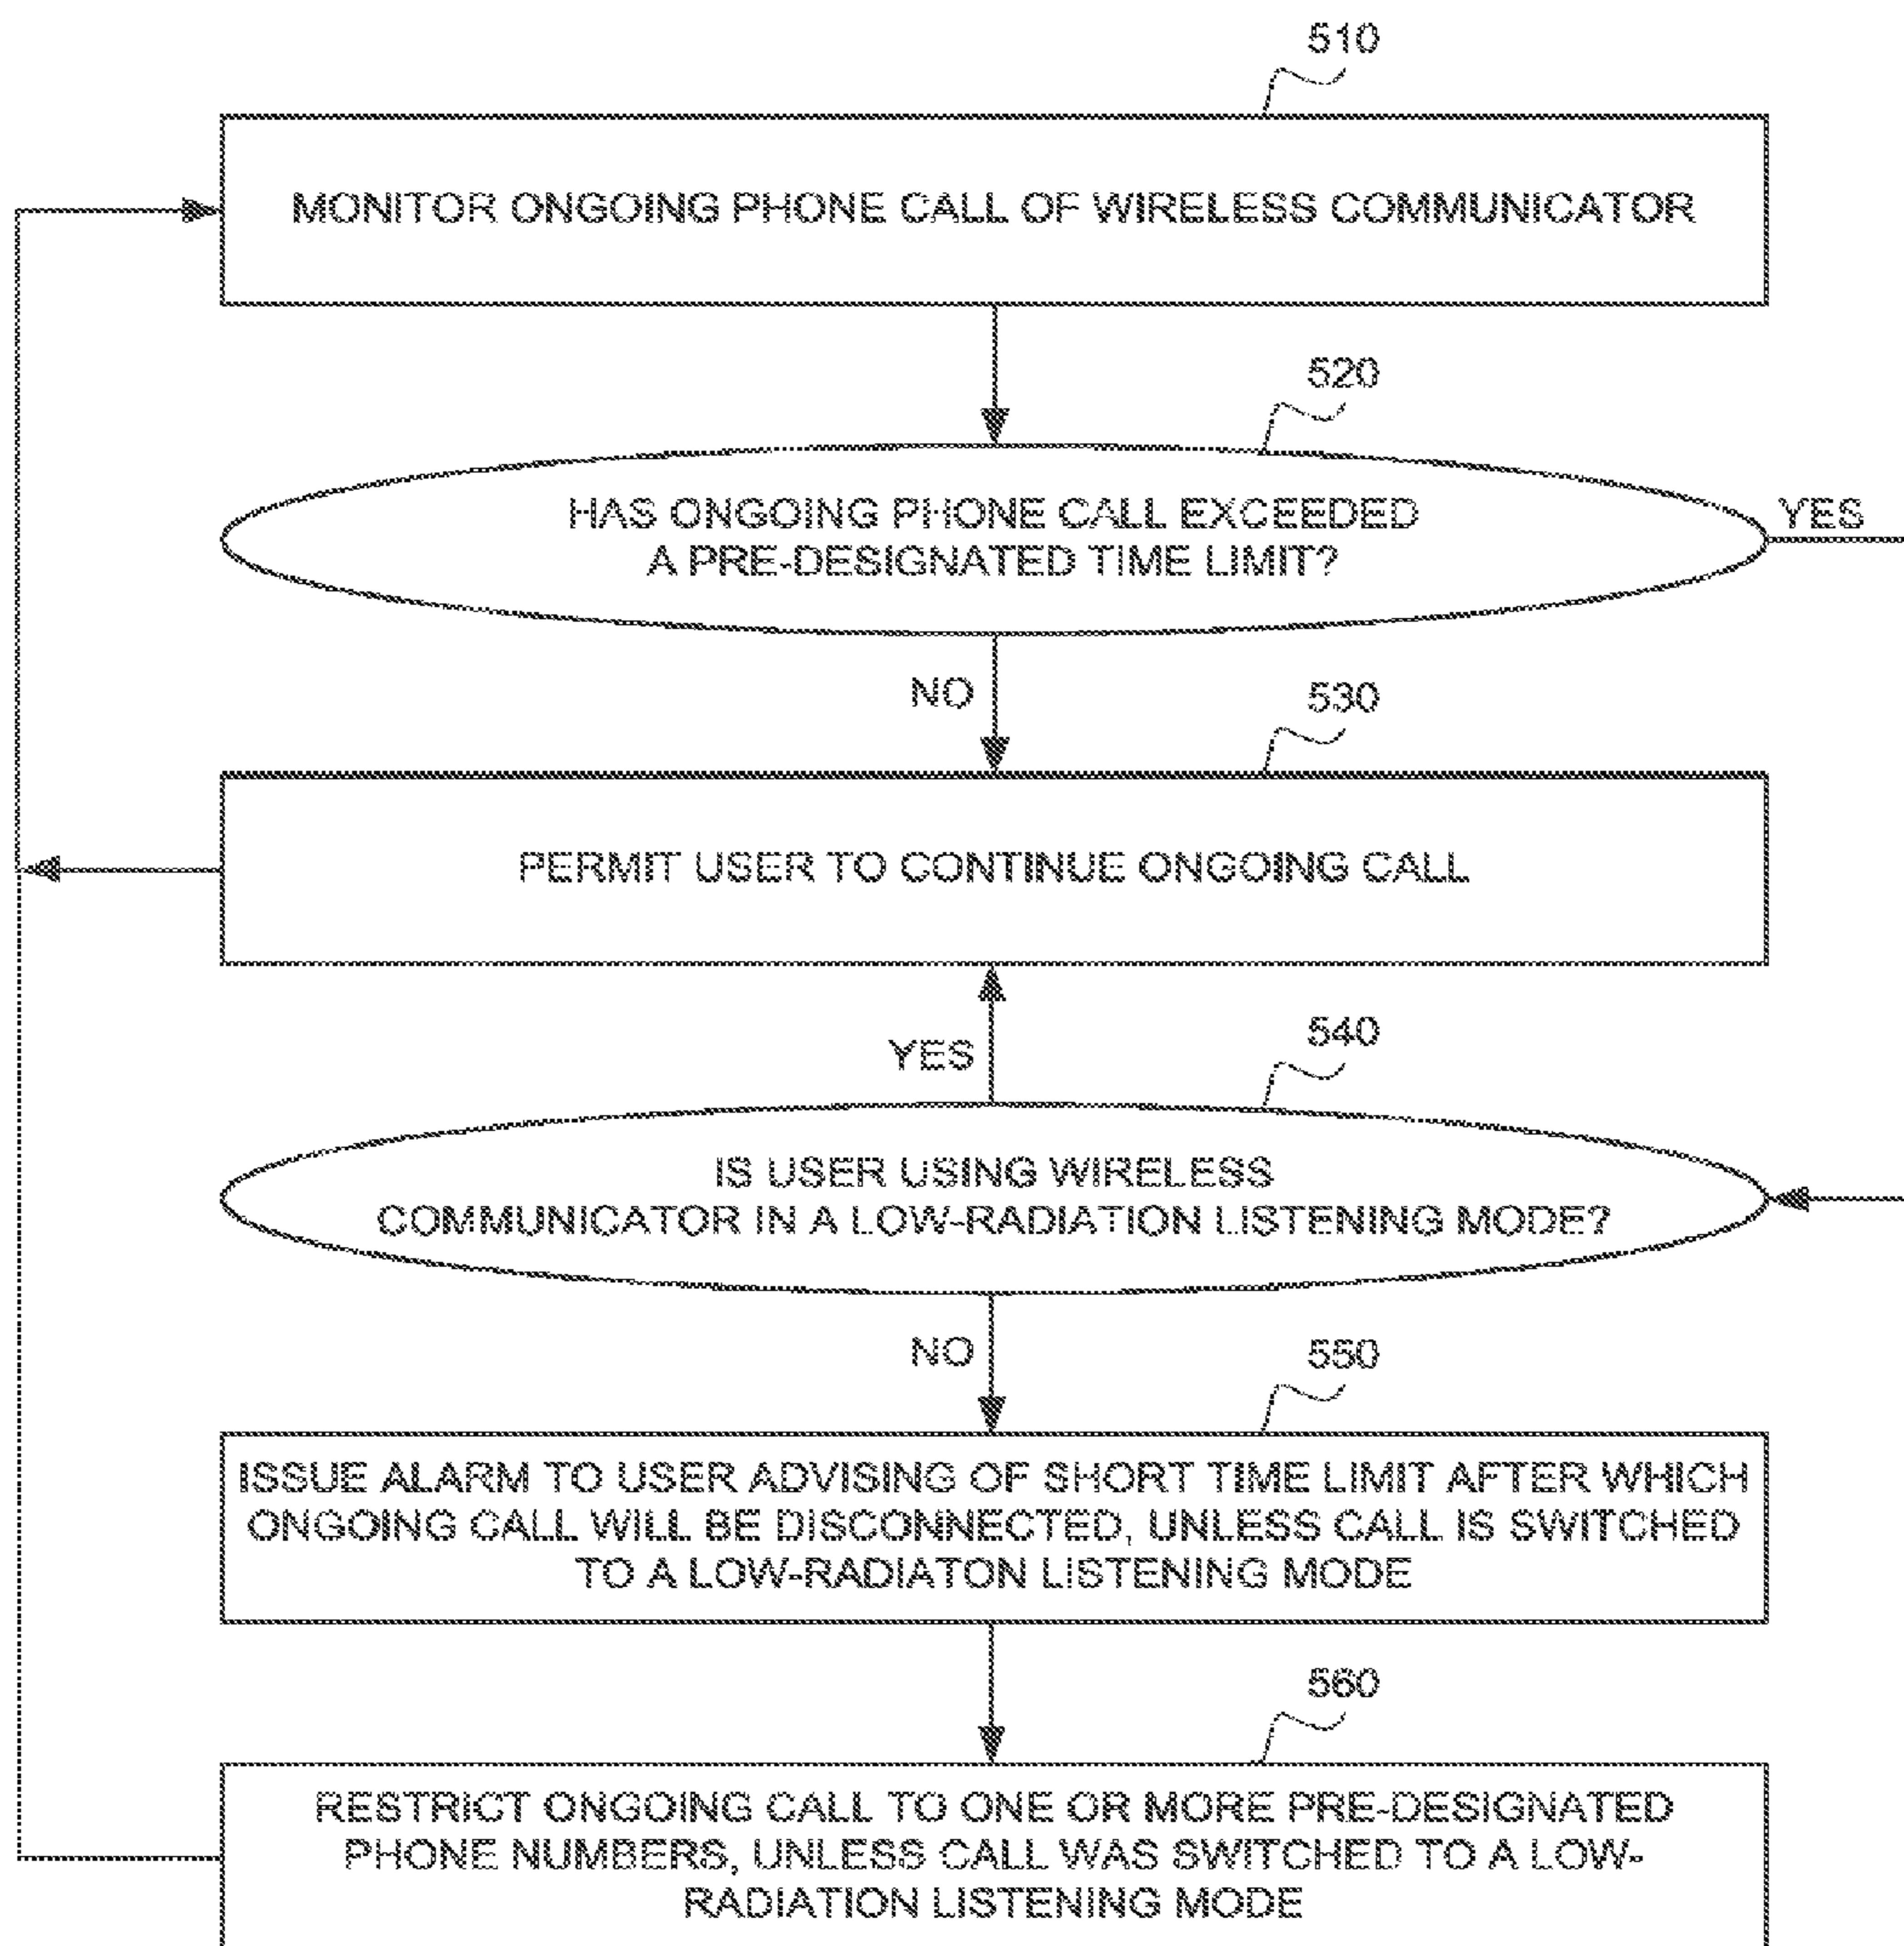 510
MONITOR ONGOING PHONE CALL OF WIRELESS COMMUNICATOR
520
HAS ONGOING PHONE CALL EXCEEDED
A PRE-DESIGNATED TIME LIMIT?
YES
NO
530
PERMIT USER TO CONTINUE ONGOING CALL
YES
540
IS USER USING WIRELESS
COMMUNICATOR IN A LOW-RADIATION LISTENING MODE?
NO
550
ISSUE ALARM TO USER ADVISING OF SHORT TIME LIMIT AFTER WHICH
ONGOING CALL WILL BE DISCONNECTED, UNLESS CALL IS SWITCHED
TO A LOW-RADIATON LISTENING MODE
560
RESTRICT ONGOING CALL TO ONE OR MORE PRE-DESIGNATED
PHONE NUMBERS, UNLESS CALL WAS SWITCHED TO A LOW-
RADIATION LISTENING MODE